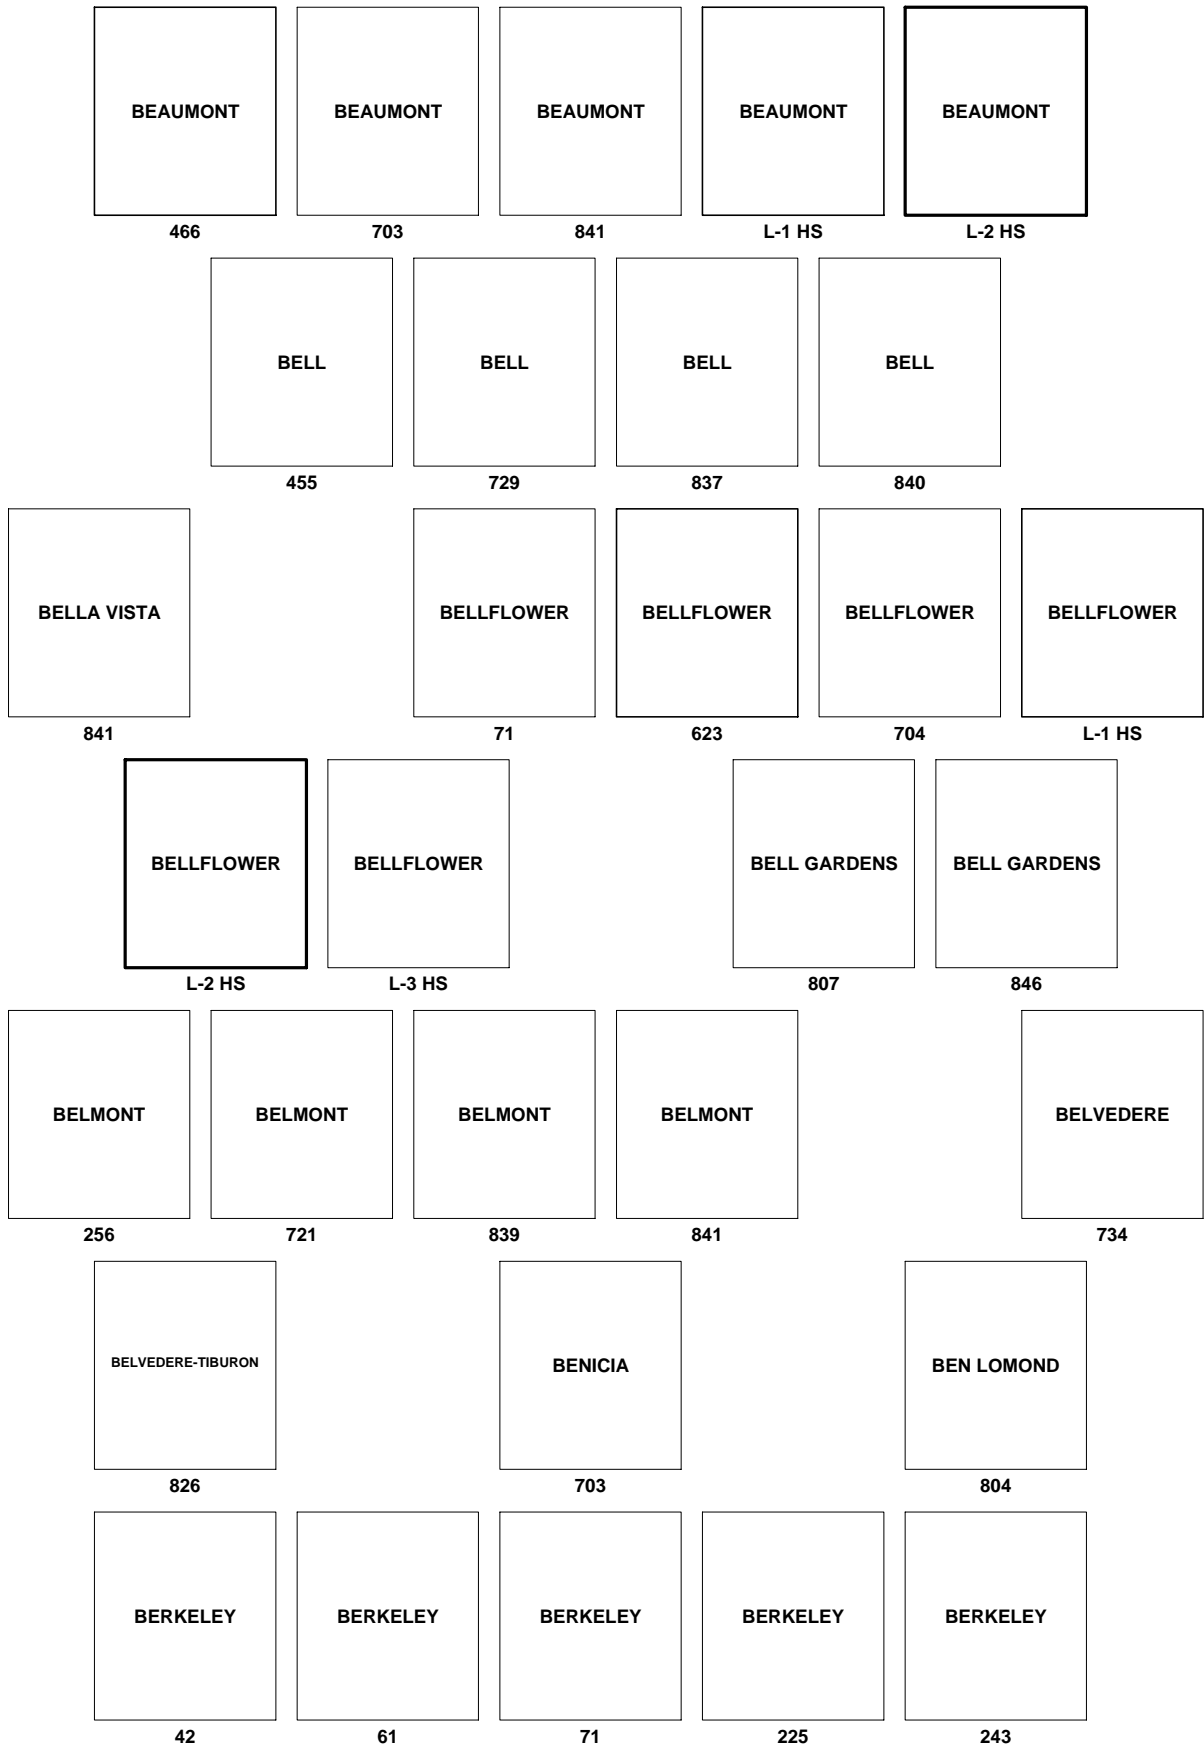 BEAUMONT BEAUMONT BEAUMONT BEAUMONT BEAUMONT
466 703 841 L-1 HS L-2 HS
BELL BELL BELL BELL
455 729 837 840
BELLA VISTA BELLFLOWER BELLFLOWER BELLFLOWER BELLFLOWER
841 71 623 704 L-1 HS
BELLFLOWER BELLFLOWER BELL GARDENS BELL GARDENS
L-2 HS L-3 HS 807 846
BELMONT BELMONT BELMONT BELMONT BELVEDERE
256 721 839 841 734
BELVEDERE-TIBURON BENICIA BEN LOMOND
826 703 804
BERKELEY BERKELEY BERKELEY BERKELEY BERKELEY
42 61 71 225 243